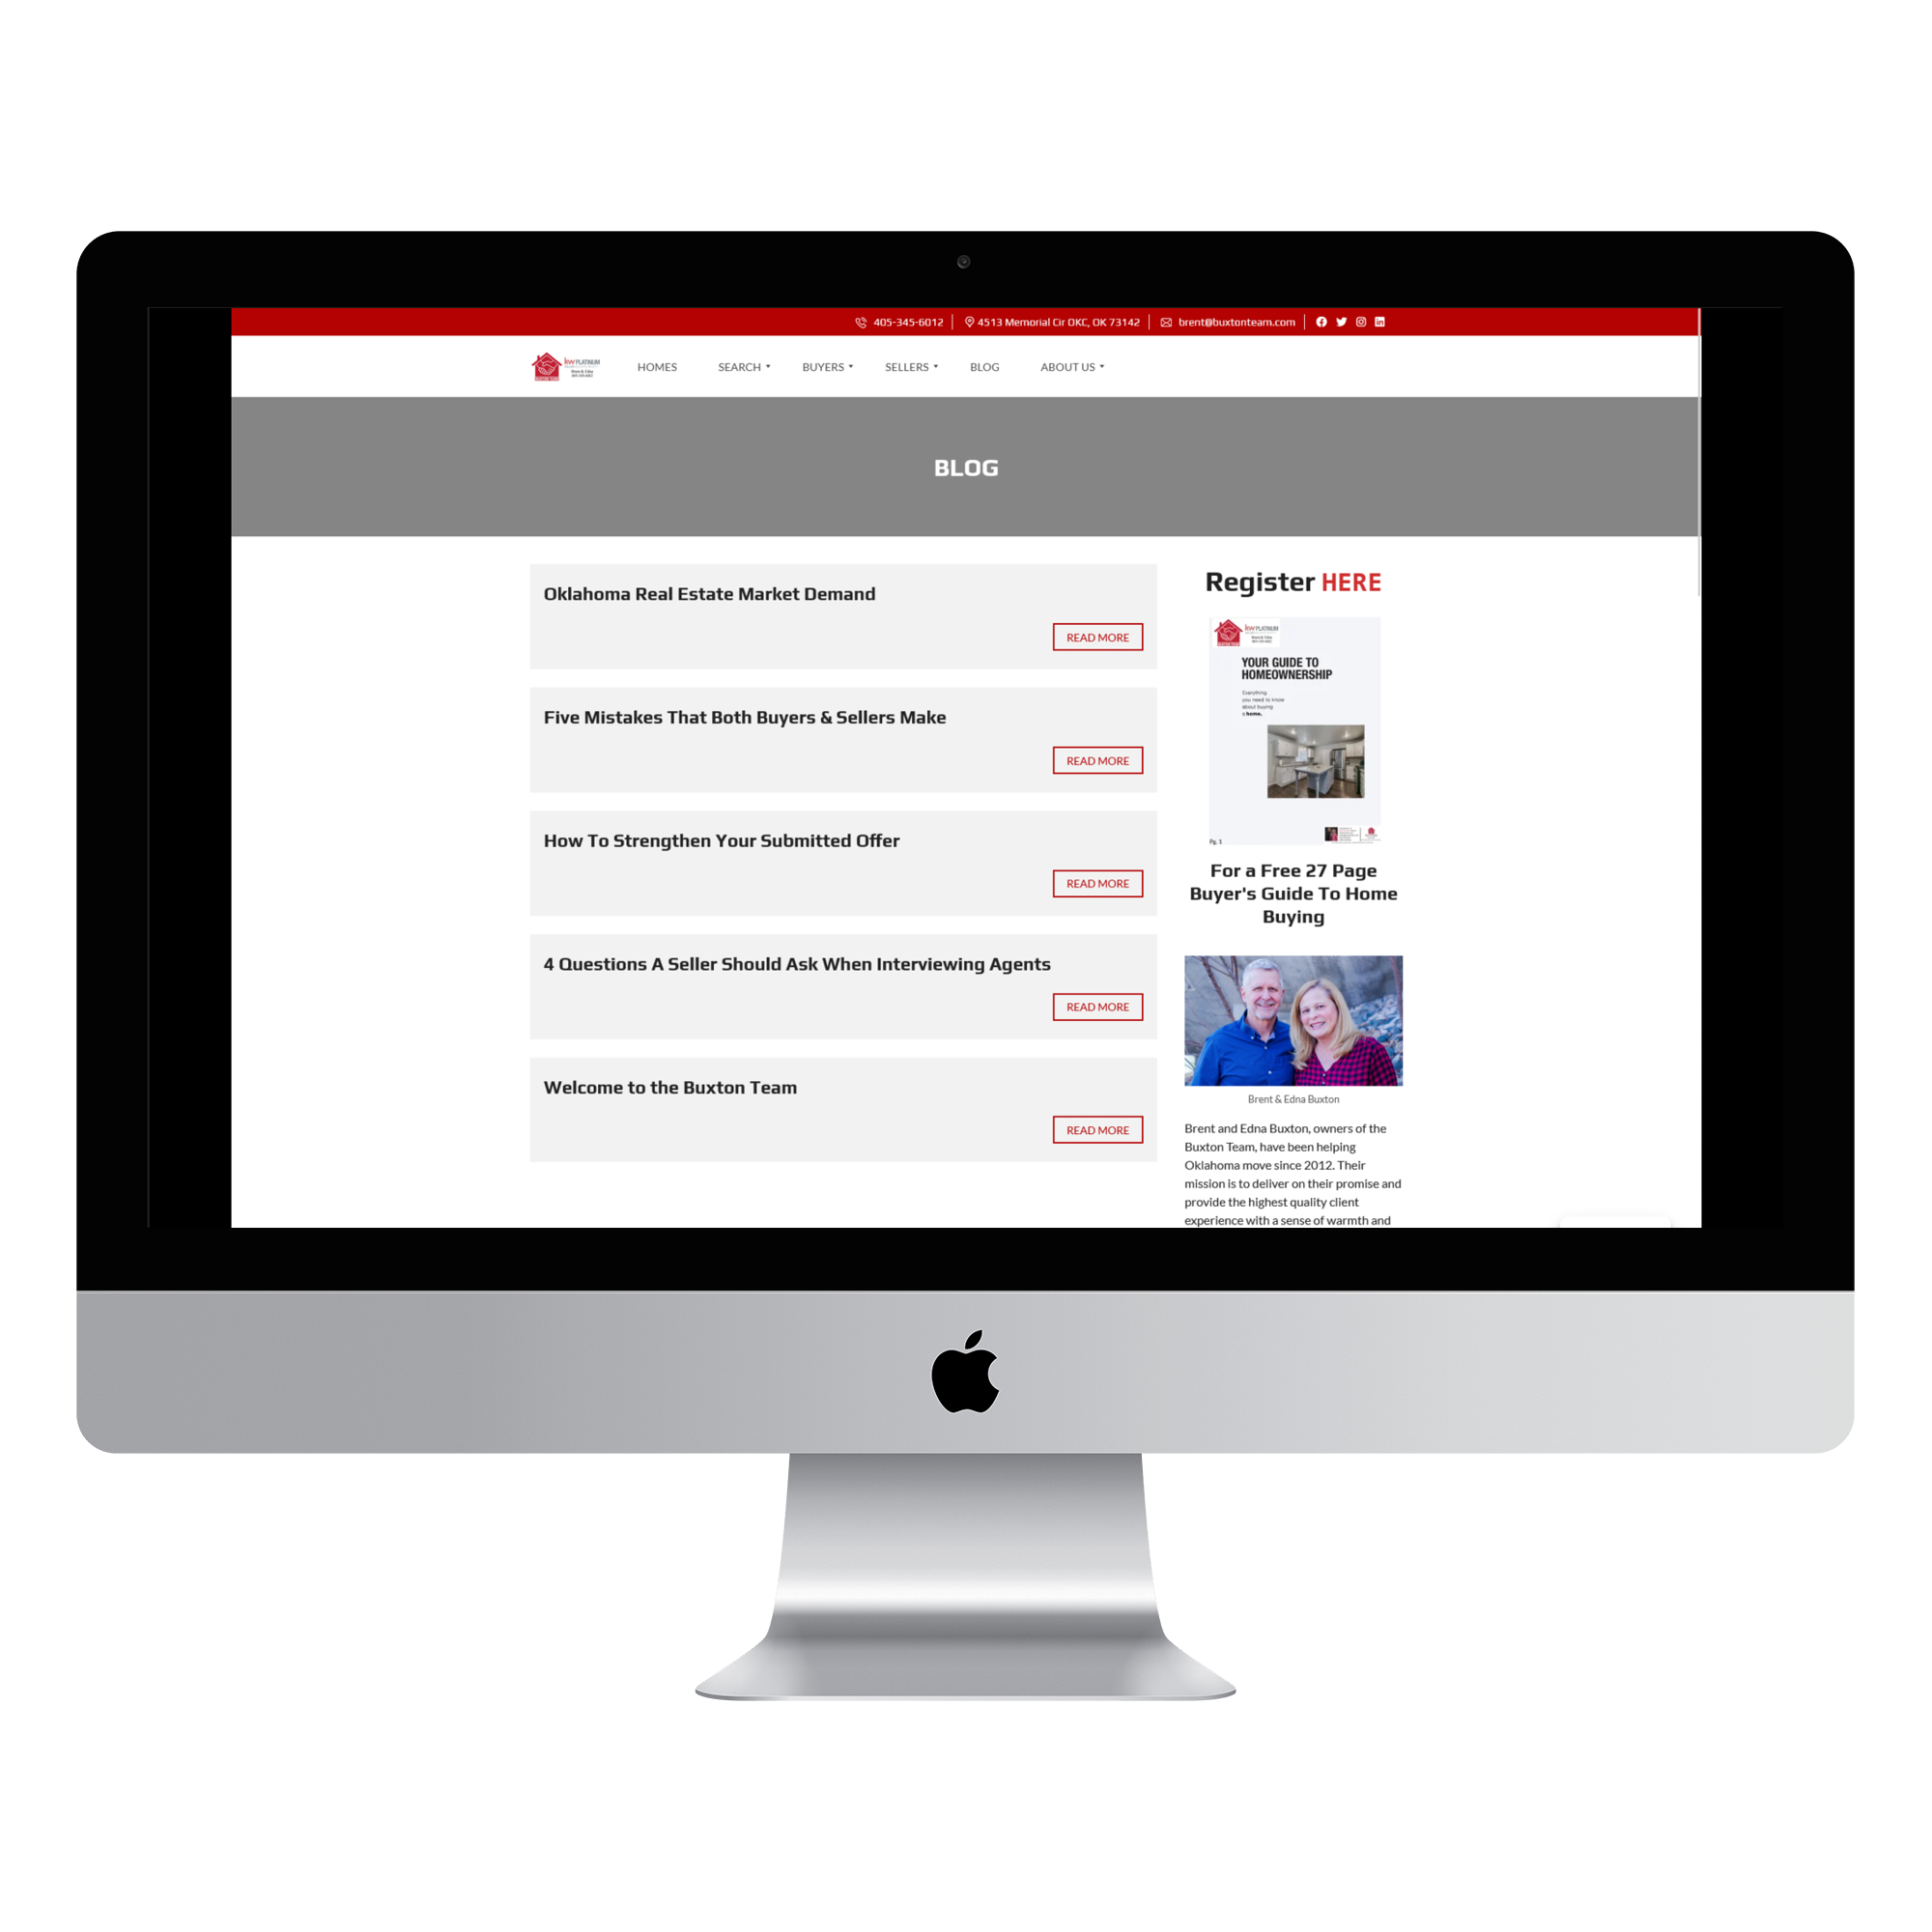 405-345-6012 4513 Memorial Cir OKC, OK 73142 brent@buxtonteam.com
kw PLATINUM
BUXTON TEAM
HOMES SEARCH BUYERS SELLERS BLOG ABOUT US
BLOG
Oklahoma Real Estate Market Demand
READ MORE
Five Mistakes That Both Buyers & Sellers Make
READ MORE
How To Strengthen Your Submitted Offer
READ MORE
4 Questions A Seller Should Ask When Interviewing Agents
READ MORE
Welcome to the Buxton Team
READ MORE
Register HERE
kw PLATINUM
YOUR GUIDE TO
HOMEOWNERSHIP
Everything
you need to know
about buying
a home.
Pg. 1
For a Free 27 Page
Buyer's Guide To Home
Buying
Brent & Edna Buxton
Brent and Edna Buxton, owners of the
Buxton Team, have been helping
Oklahoma move since 2012. Their
mission is to deliver on their promise and
provide the highest quality client
experience with a sense of warmth and